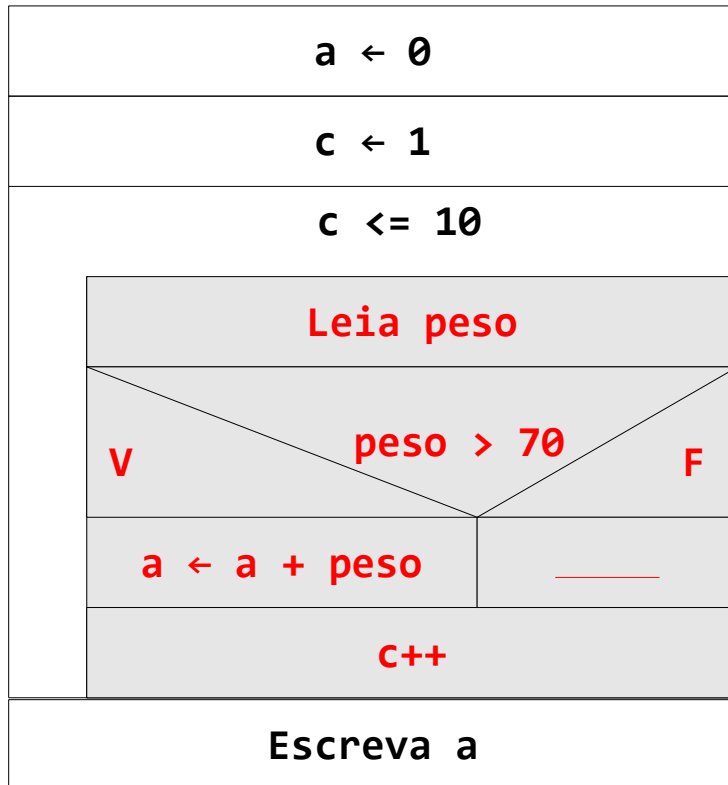 a ← 0
c ← 1
c <= 10
Leia peso
peso > 70
V
F
a ← a + peso
c++
Escreva a